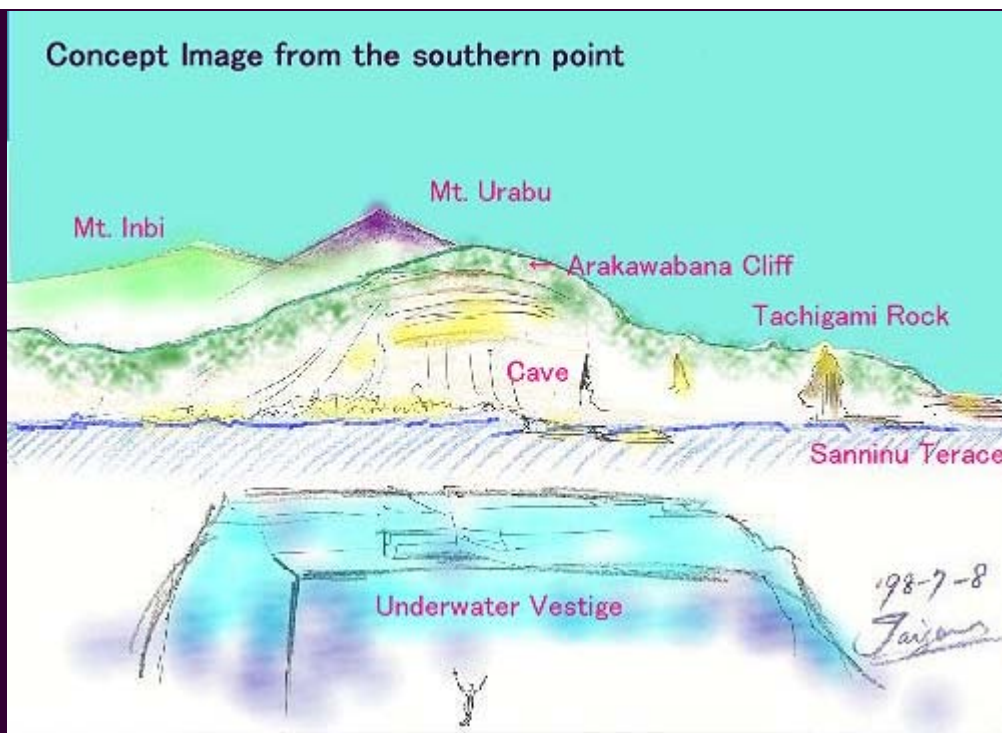 Concept Image from the southern point
Mt. Urabu
Mt. Inbi
← Arakawabana Cliff
Tachigami Rock
Cave
Sanninu Terace
Underwater Vestige
'98-7-8